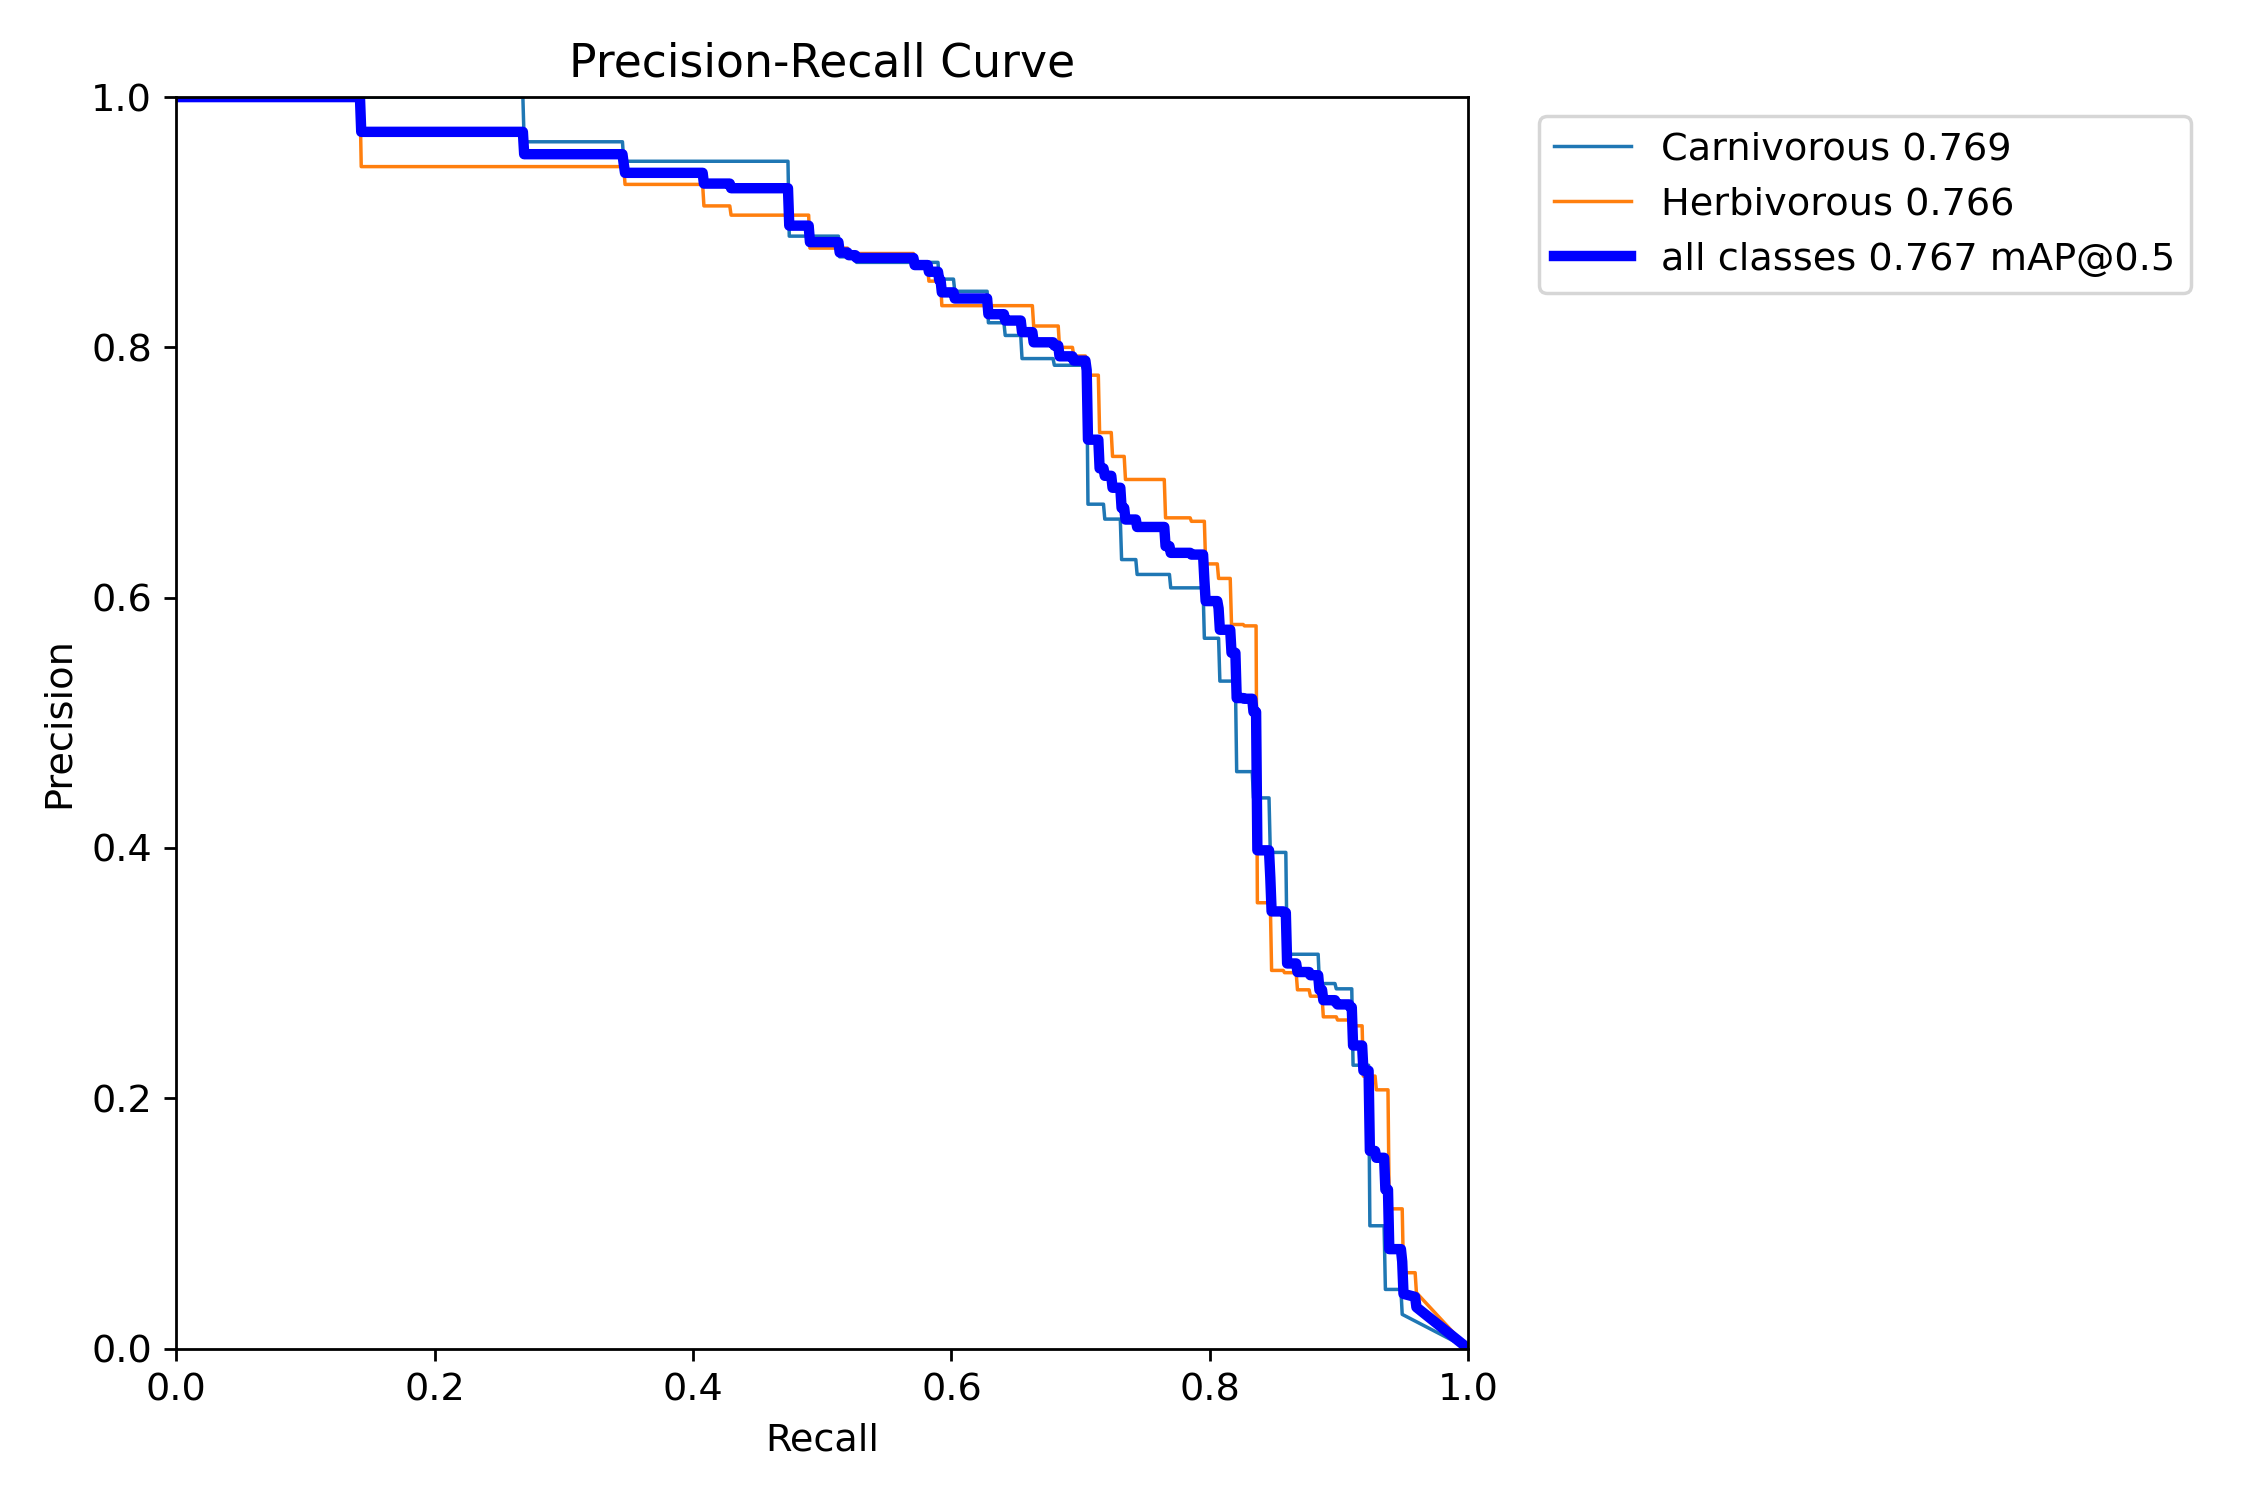 Precision-Recall Curve
1.0
0.8
0.6
0.4
0.2
0.0
Precision
0.0 0.2 0.4 0.6 0.8 1.0
Recall
Carnivorous 0.769
Herbivorous 0.766
all classes 0.767 mAP@0.5